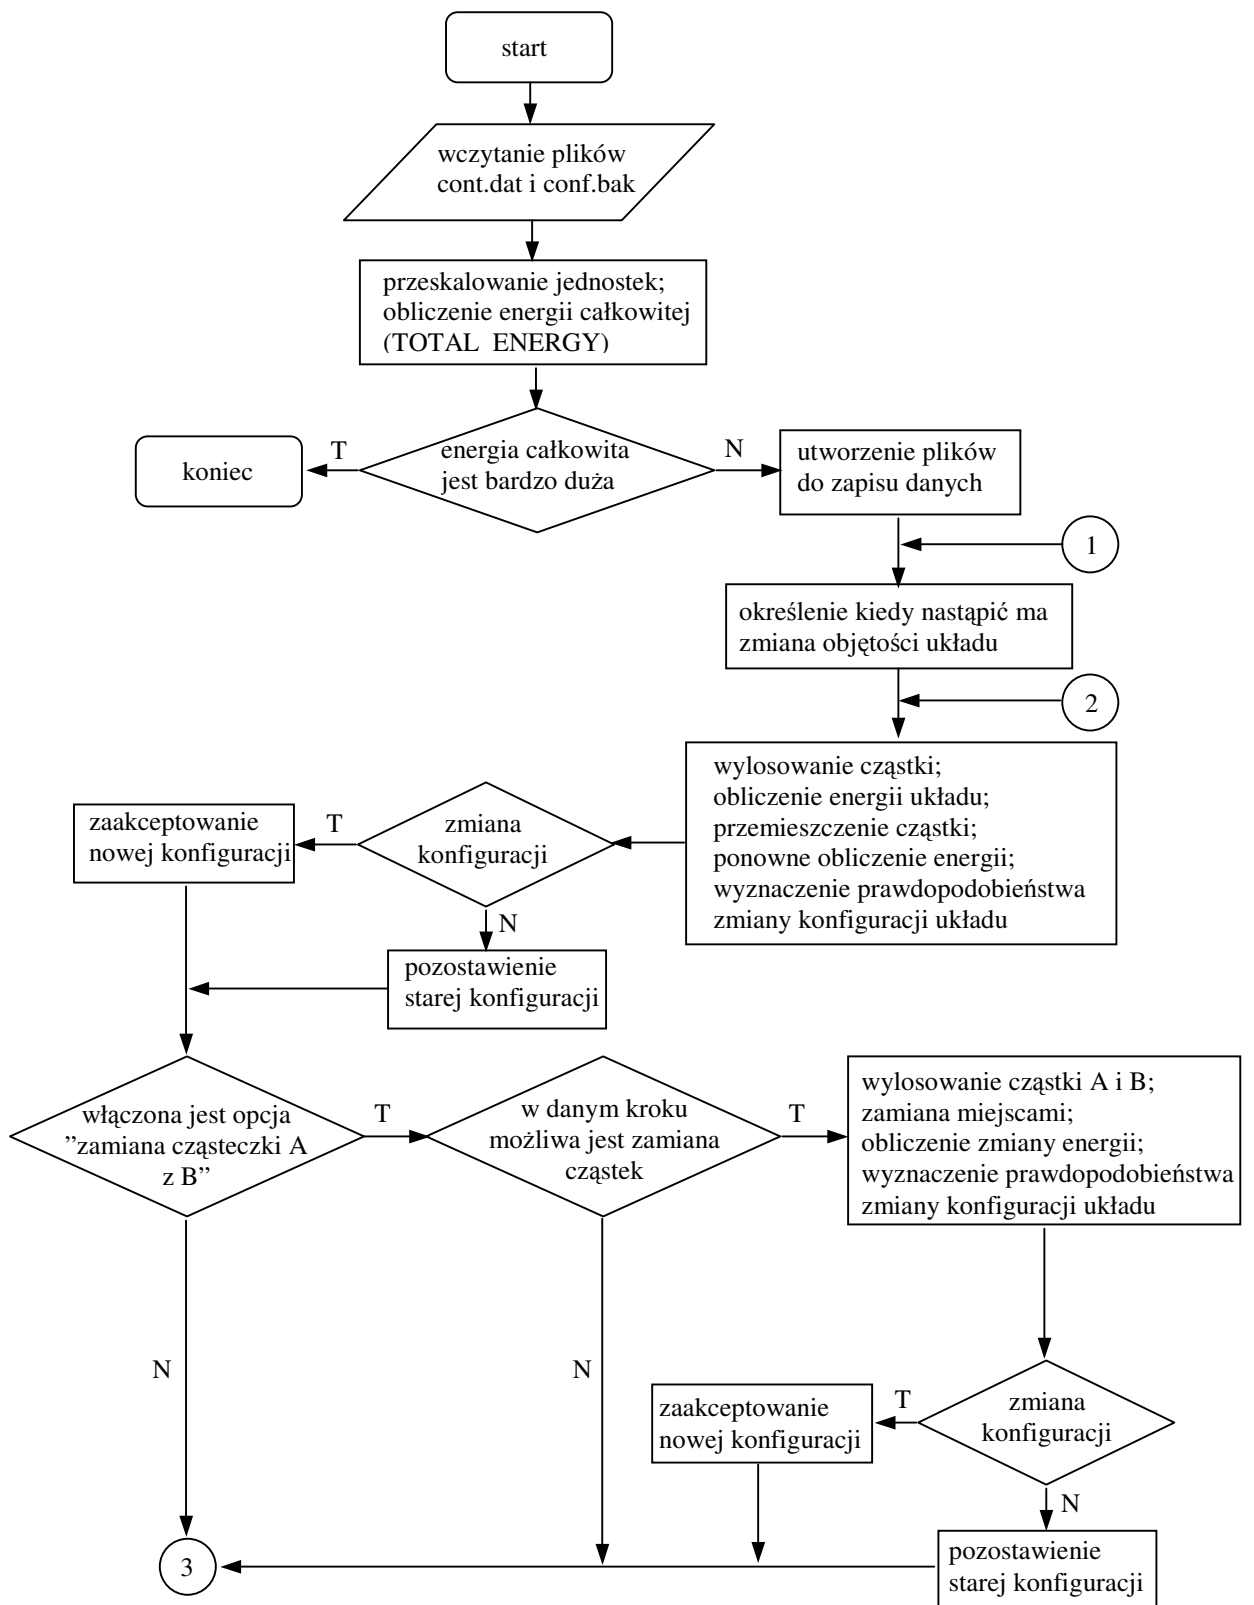 start
wczytanie plików
cont.dat i conf.bak
przeskalowanie jednostek;
obliczenie energii całkowitej
(TOTAL_ENERGY)
energia całkowita
jest bardzo duża
T
N
koniec
utworzenie plików
do zapisu danych
1
określenie kiedy nastąpić ma
zmiana objętości układu
2
wylosowanie cząstki;
obliczenie energii układu;
przemieszczenie cząstki;
ponowne obliczenie energii;
wyznaczenie prawdopodobieństwa
zmiany konfiguracji układu
zmiana
konfiguracji
T
N
zaakceptowanie
nowej konfiguracji
pozostawienie
starej konfiguracji
włączona jest opcja
”zamiana cząsteczki A
z B”
T
N
w danym kroku
możliwa jest zamiana
cząstek
T
N
wylosowanie cząstki A i B;
zamiana miejscami;
obliczenie zmiany energii;
wyznaczenie prawdopodobieństwa
zmiany konfiguracji układu
zmiana
konfiguracji
T
N
zaakceptowanie
nowej konfiguracji
pozostawienie
starej konfiguracji
3